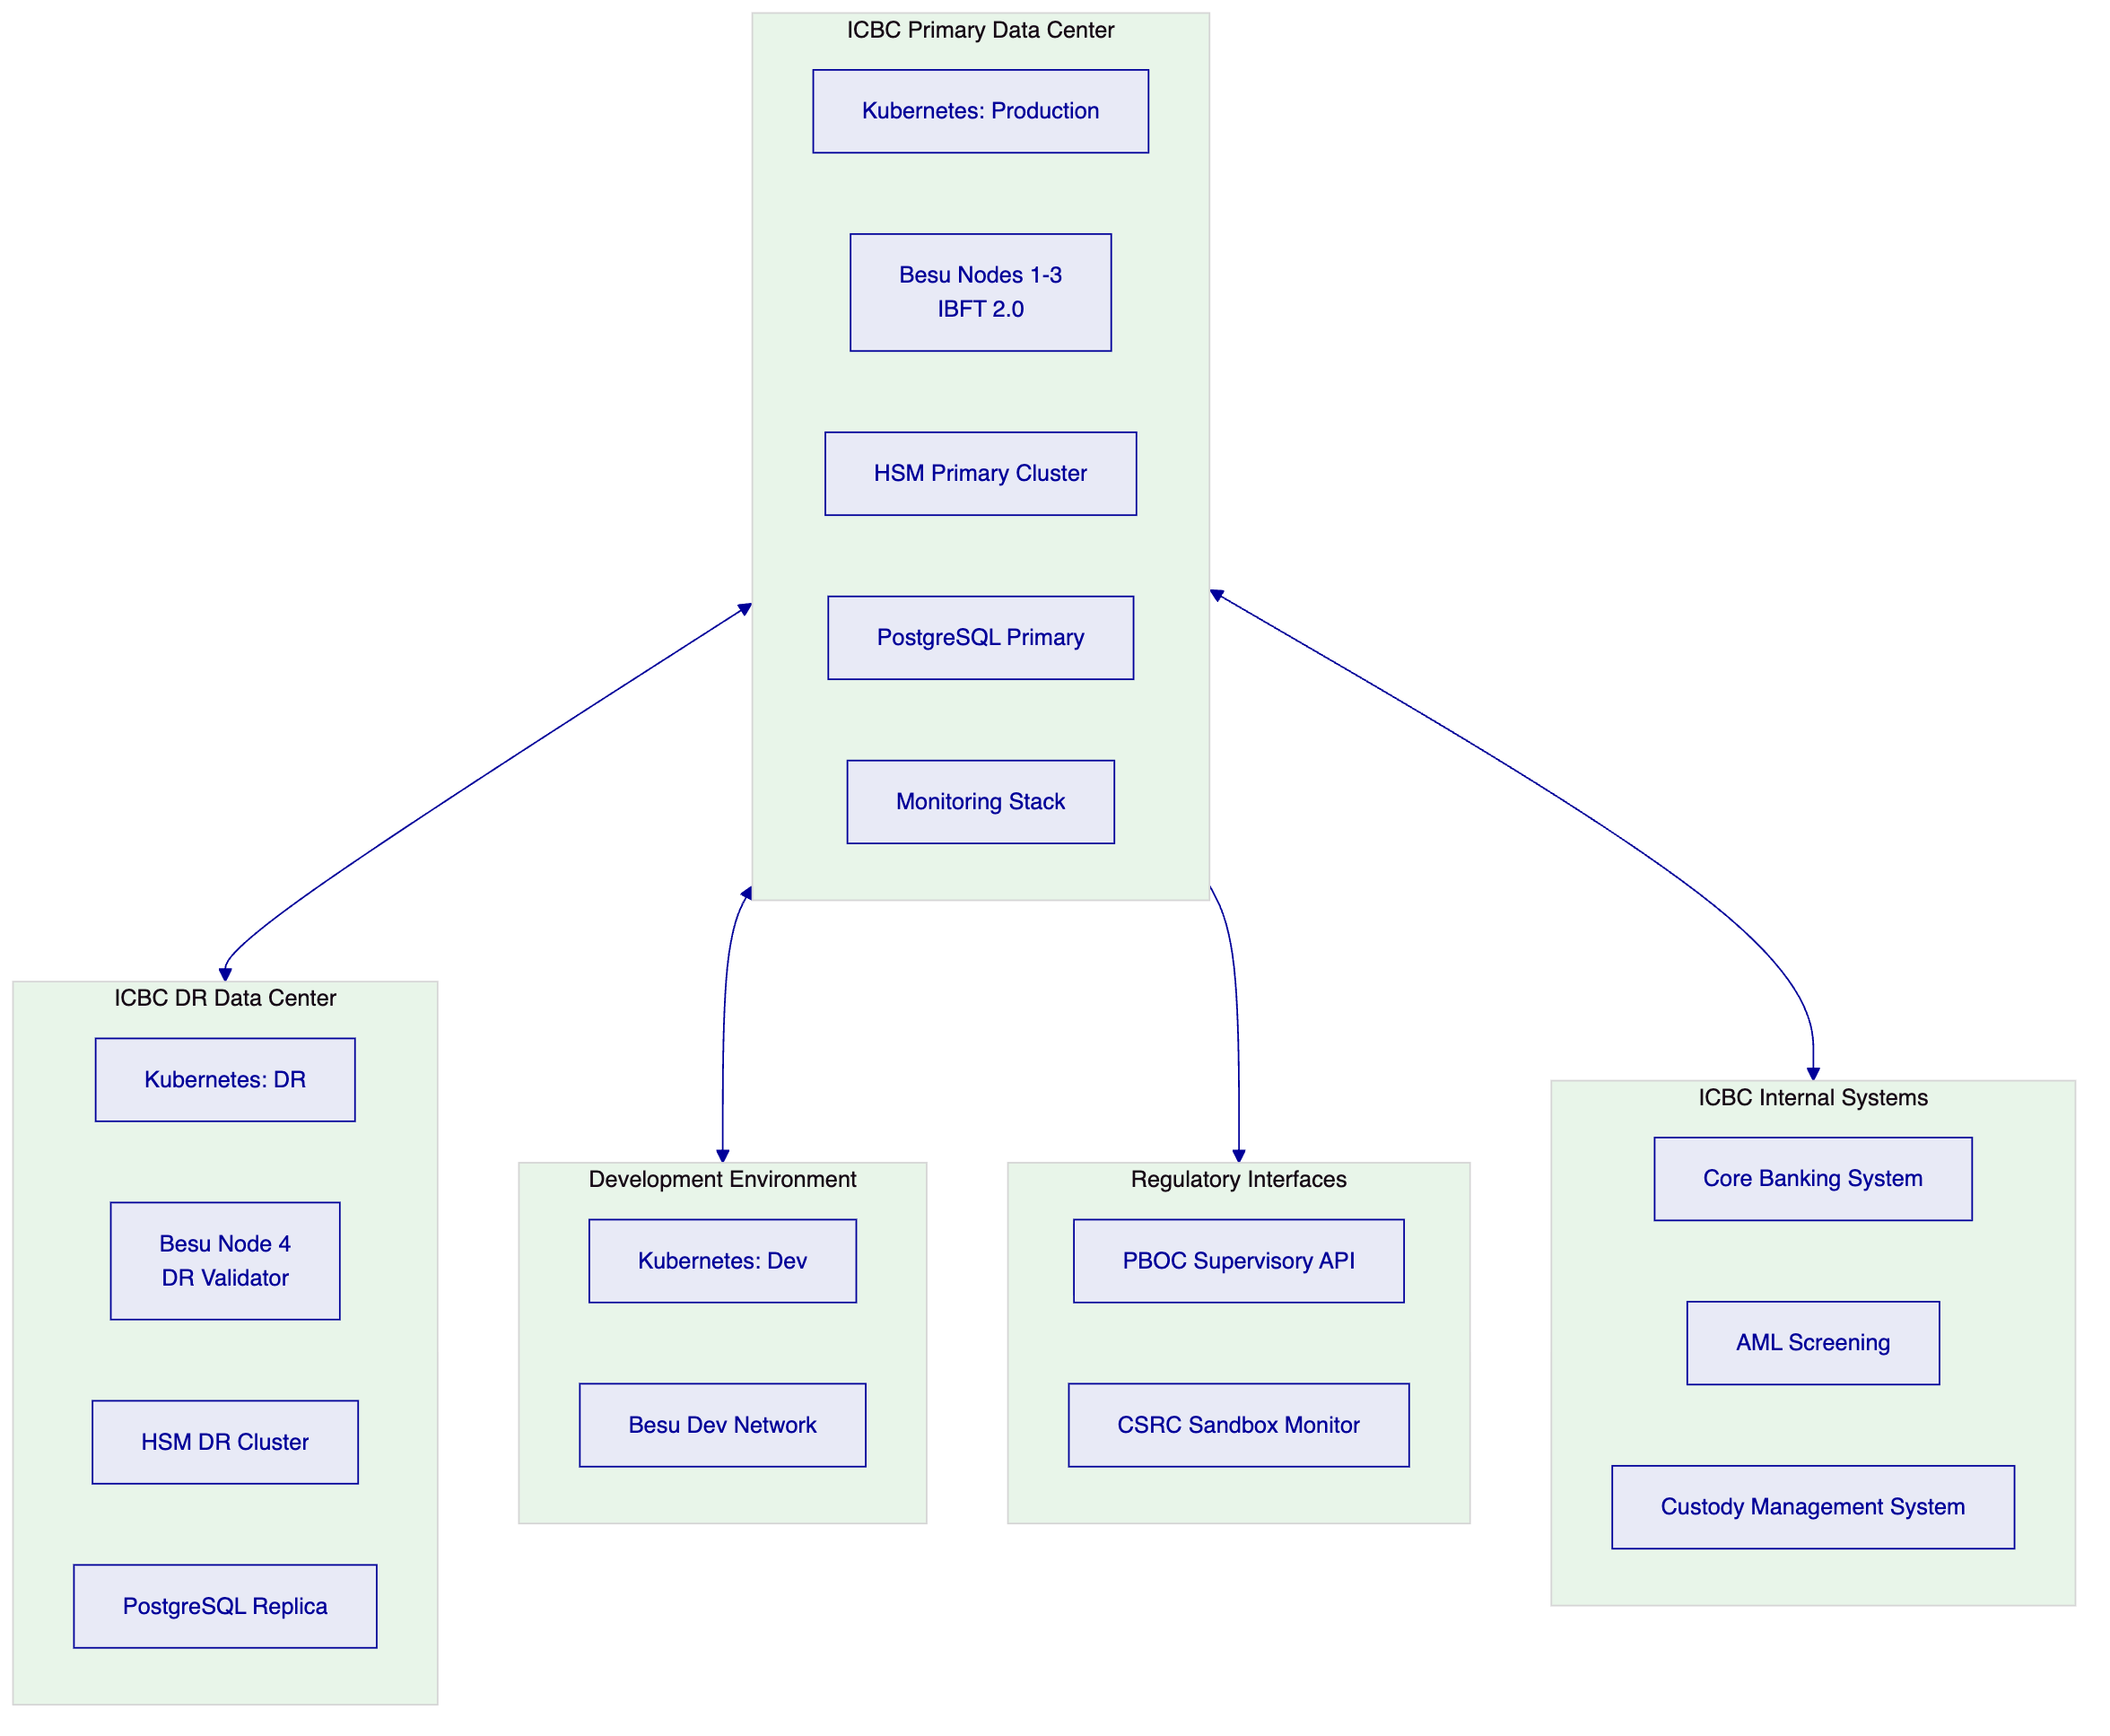 ICBC Primary Data Center
Kubernetes: Production
Besu Nodes 1-3
IBFT 2.0
HSM Primary Cluster
PostgreSQL Primary
Monitoring Stack
ICBC DR Data Center
Kubernetes: DR
Besu Node 4
DR Validator
HSM DR Cluster
PostgreSQL Replica
Development Environment
Kubernetes: Dev
Besu Dev Network
Regulatory Interfaces
PBOC Supervisory API
CSRC Sandbox Monitor
ICBC Internal Systems
Core Banking System
AML Screening
Custody Management System